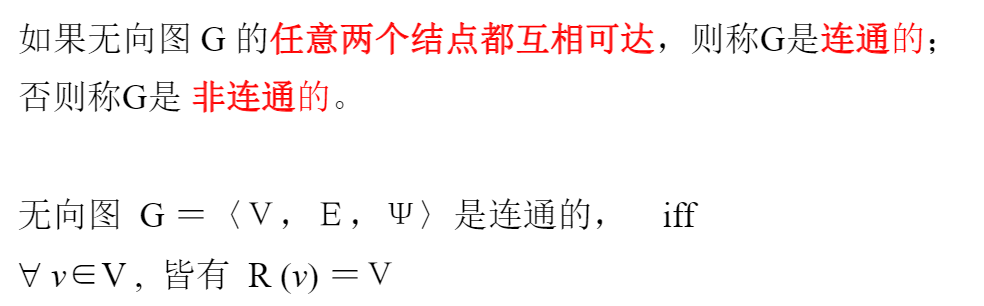 如果无向图 G 的任意两个结点都互相可达，则称G是连通的；
否则称G是 非连通的。
无向图 G ＝〈Ｖ，Ｅ，Ψ〉是连通的， iff
∀ v∈Ｖ, 皆有 R (v) ＝Ｖ